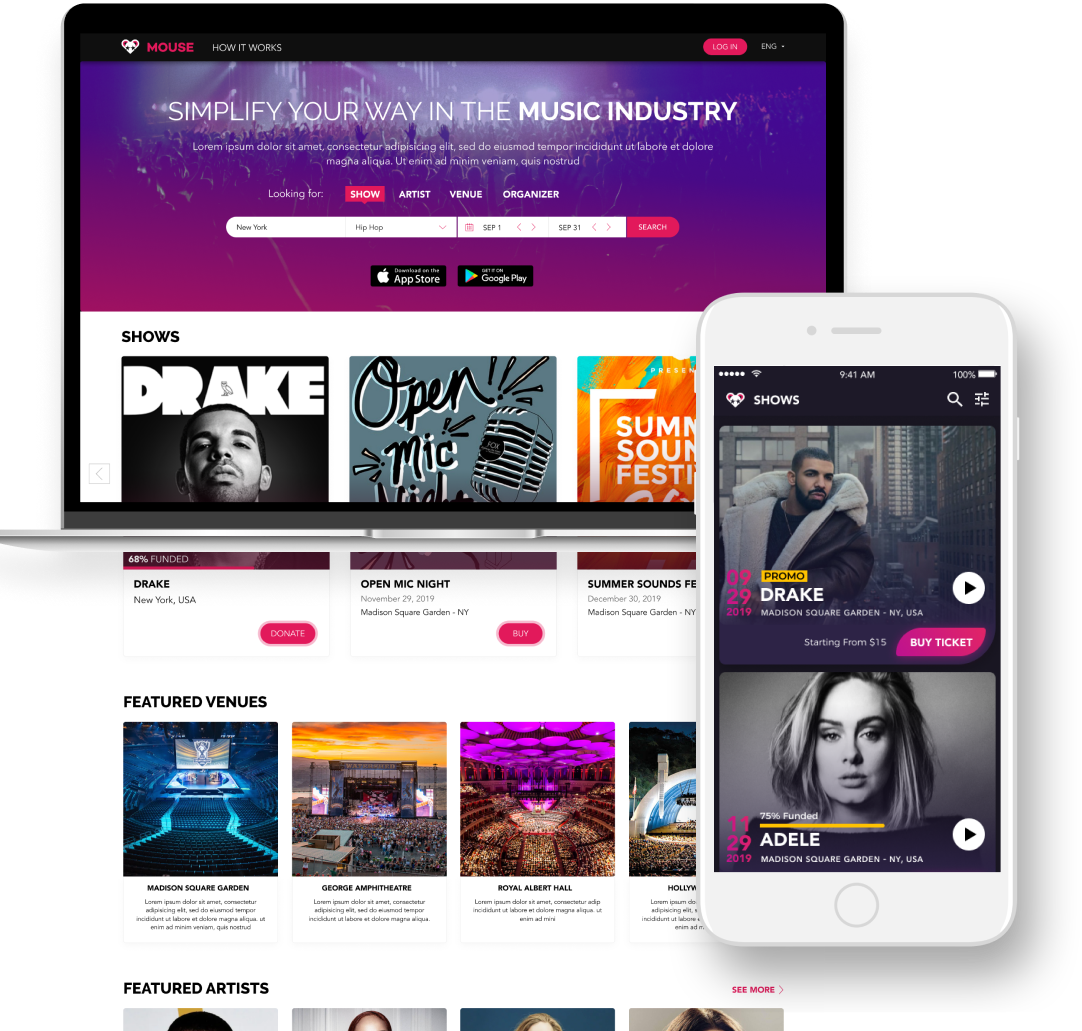 MOUSE HOW IT WORKS LOG IN ENG
SIMPLIFY YOUR WAY IN THE MUSIC INDUSTRY
Lorem ipsum dolor sit amet, consectetur adipisicing elit, sed do eiusmod tempor incididunt ut labore et dolore
magna aliqua. Ut enim ad minim veniam, quis nostrud
Looking for: SHOW ARTIST VENUE ORGANIZER
New York Hip Hop SEP 1 SEP 31 SEARCH
Download on the
App Store
GET IT ON
Google Play
SHOWS
DRAKE
Open
mic
Night
FOX
PRESEN
SUMM
SOUN
FESTI
68% FUNDED
DRAKE
New York, USA
DONATE
OPEN MIC NIGHT
November 29, 2019
Madison Square Garden - NY
BUY
SUMMER SOUNDS FE
December 30, 2019
Madison Square Garden - NY
FEATURED VENUES
MADISON SQUARE GARDEN
Lorem ipsum dolor sit amet, consectetur
adipisicing elit, sed do eiusmod tempor
incididunt ut labore et dolore magna aliqua. ut
enim ad minim veniam, quis nostrud
GEORGE AMPHITHEATRE
Lorem ipsum dolor sit amet, consectetur
adipisicing elit, sed do eiusmod tempor
incididunt ut labore et dolore magna aliqua.
ROYAL ALBERT HALL
Lorem ipsum dolor sit amet, consectetur adip
incididunt ut labore et dolore magna aliqua. ut
enim ad mini
HOLLYW
Lorem ipsum do
adipisicing elit, s
incididunt ut labore e
enim ad m
FEATURED ARTISTS
SEE MORE
9:41 AM 100%
SHOWS
09
29
2019
PROMO
DRAKE
MADISON SQUARE GARDEN - NY, USA
Starting From $15 BUY TICKET
11
29
2019
75% Funded
ADELE
MADISON SQUARE GARDEN - NY, USA